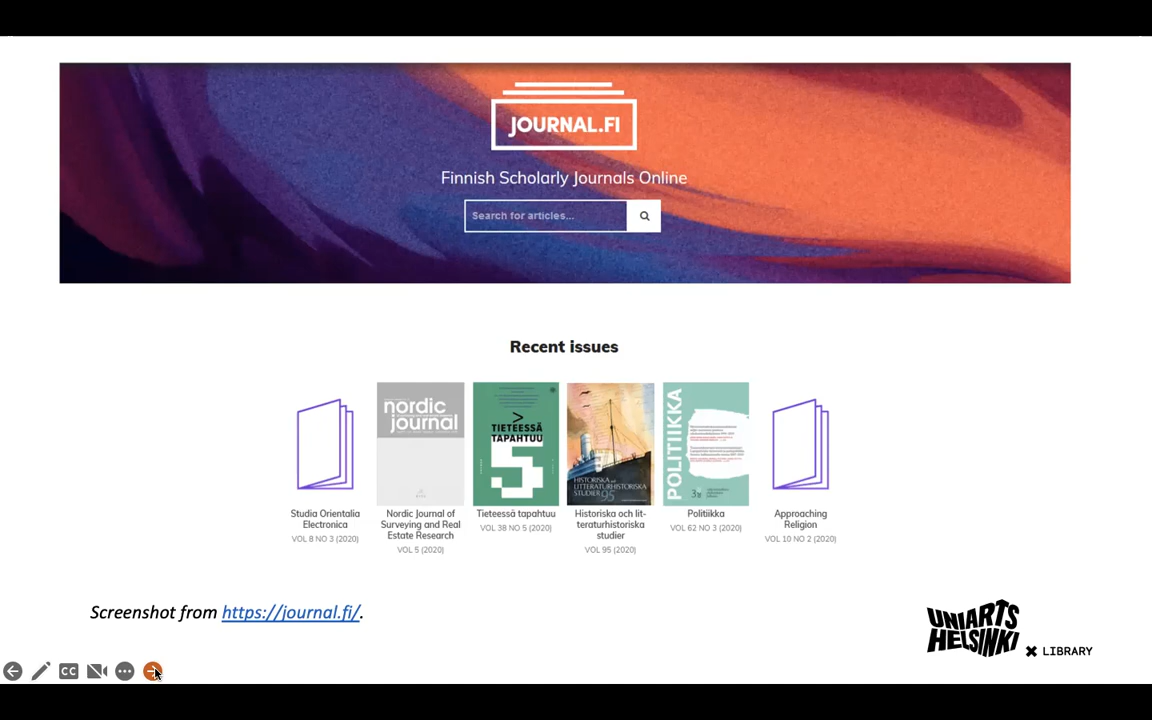 JOURNAL.FI
Finnish Scholarly Journals Online
Search for articles...
Recent issues
nordic
journal
>
TIETEESSÄ
TAPAHTUU
5
HISTORISKA och
LITTERATURHISTORISKA
STUDIER 95
POLITIIKKA
Studia Orientalia
Electronica
VOL 8 NO 3 (2020)
Nordic Journal of
Surveying and Real
Estate Research
VOL 5 (2020)
Tieteessä tapahtuu
VOL 38 NO 5 (2020)
Historiska och lit-
teraturhistoriska
studier
VOL 95 (2020)
Politiikka
VOL 62 NO 3 (2020)
Approaching
Religion
VOL 10 NO 2 (2020)
Screenshot from https://journal.fi/.
UNIARTS
HELSINKI
X LIBRARY
CC